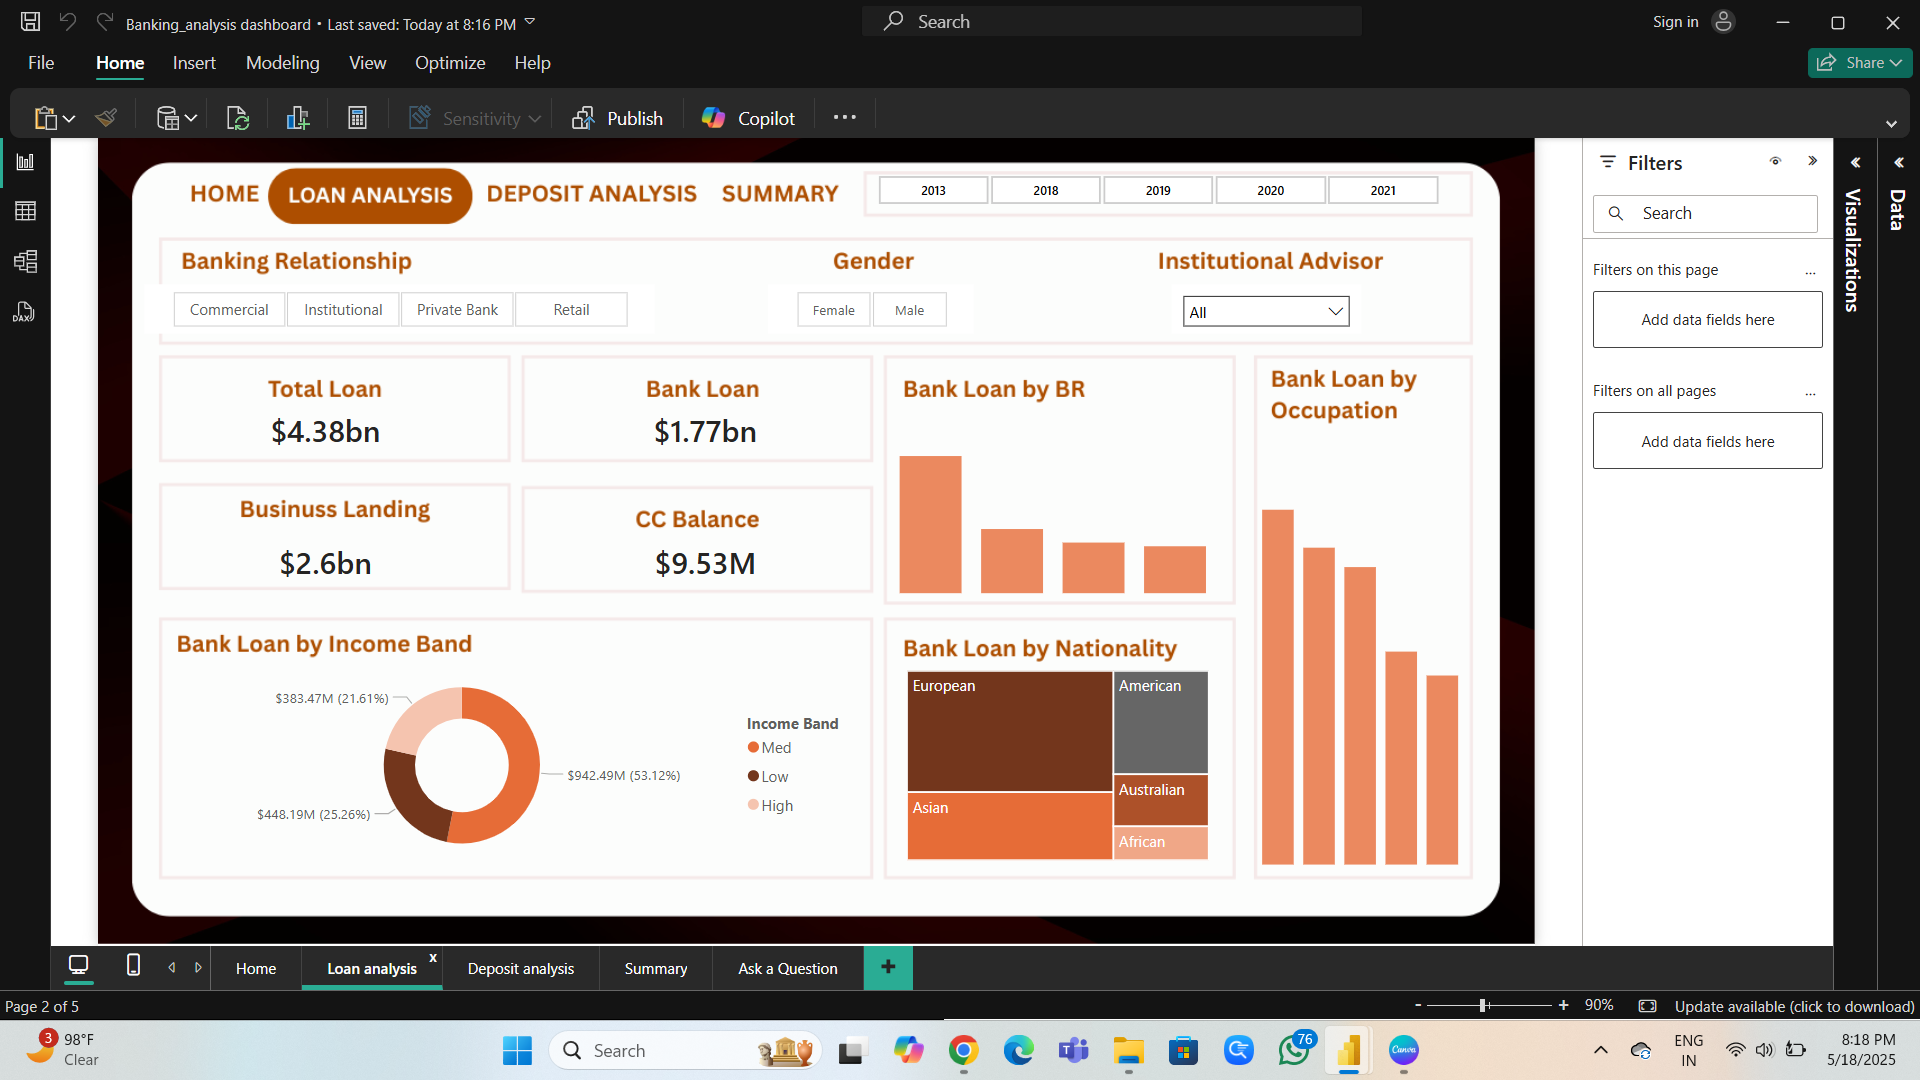 Banking_analysis dashboard • Last saved: Today at 8:16 PM
Search
Sign in
File
Home
Insert
Modeling
View
Optimize
Help
Share
Sensitivity
Publish
Copilot
HOME
LOAN ANALYSIS
DEPOSIT ANALYSIS
SUMMARY
2013
2018
2019
2020
2021
Banking Relationship
Gender
Institutional Advisor
Commercial
Institutional
Private Bank
Retail
Female
Male
All
Total Loan
$4.38bn
Bank Loan
$1.77bn
Businuss Landing
$2.6bn
CC Balance
$9.53M
Bank Loan by BR
Bank Loan by
Occupation
Bank Loan by Income Band
$383.47M (21.61%)
$942.49M (53.12%)
$448.19M (25.26%)
Income Band
Med
Low
High
Bank Loan by Nationality
European
American
Asian
Australian
African
Filters
Search
Filters on this page
...
Add data fields here
Filters on all pages
...
Add data fields here
Visualizations
Data
DAX
Home
Loan analysis
x
Deposit analysis
Summary
Ask a Question
+
Page 2 of 5
- + 90%
Update available (click to download)
3
98°F
Clear
Search
76
Canva
ENG
IN
8:18 PM
5/18/2025